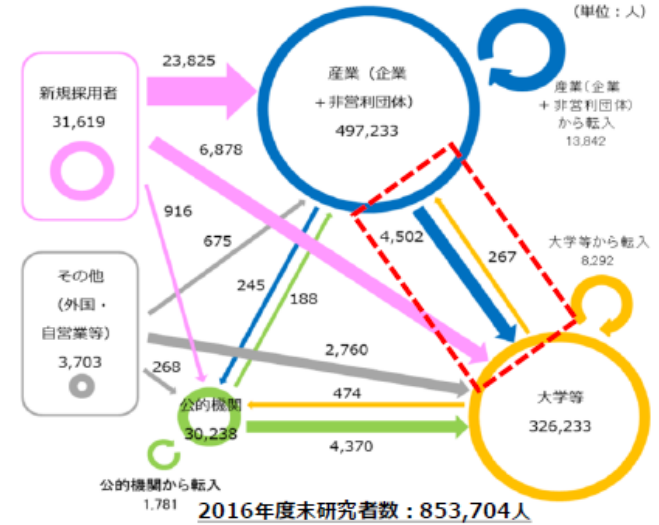 （単位：人）
新規採用者
31,619
23,825
産業（企業
＋非営利団体）
497,233
産業(企業
＋非営利団体)
から転入
13,842
6,878
916
675
4,502
267
大学等から転入
8,292
その他
（外国・
自営業等）
3,703
245
188
268
2,760
公的機関
30,238
474
4,370
大学等
326,233
公的機関から転入
1,781
2016年度末研究者数：853,704人